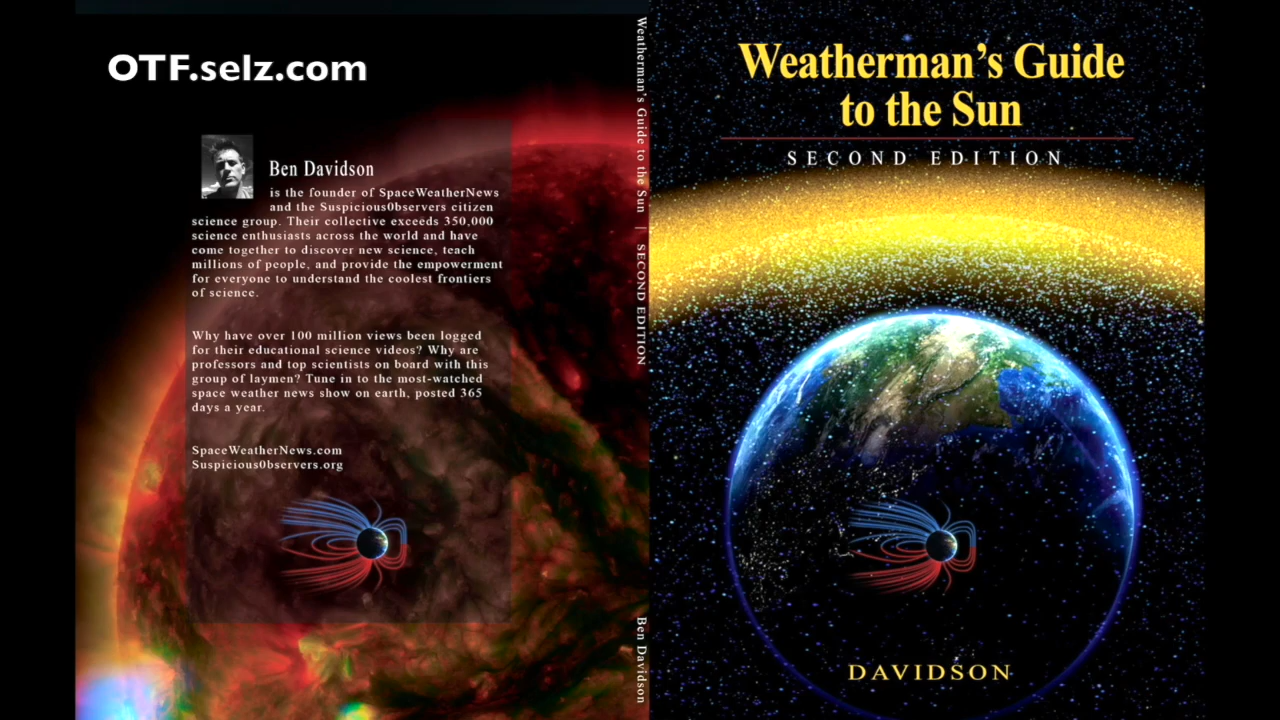 OTF.selz.com
Ben Davidson
is the founder of SpaceWeatherNews
and the Suspicious0bservers citizen
science group. Their collective exceeds 350,000
science enthusiasts across the world and have
come together to discover new science, teach
millions of people, and provide the empowerment
for everyone to understand the coolest frontiers
of science.
Why have over 100 million views been logged
for their educational science videos? Why are
professors and top scientists on board with this
group of laymen? Tune in to the most-watched
space weather news show on earth, posted 365
days a year.
SpaceWeatherNews.com
Suspicious0bservers.org
Weatherman's Guide to the Sun | SECOND EDITION
Ben Davidson
Weatherman's Guide
to the Sun
SECOND EDITION
DAVIDSON